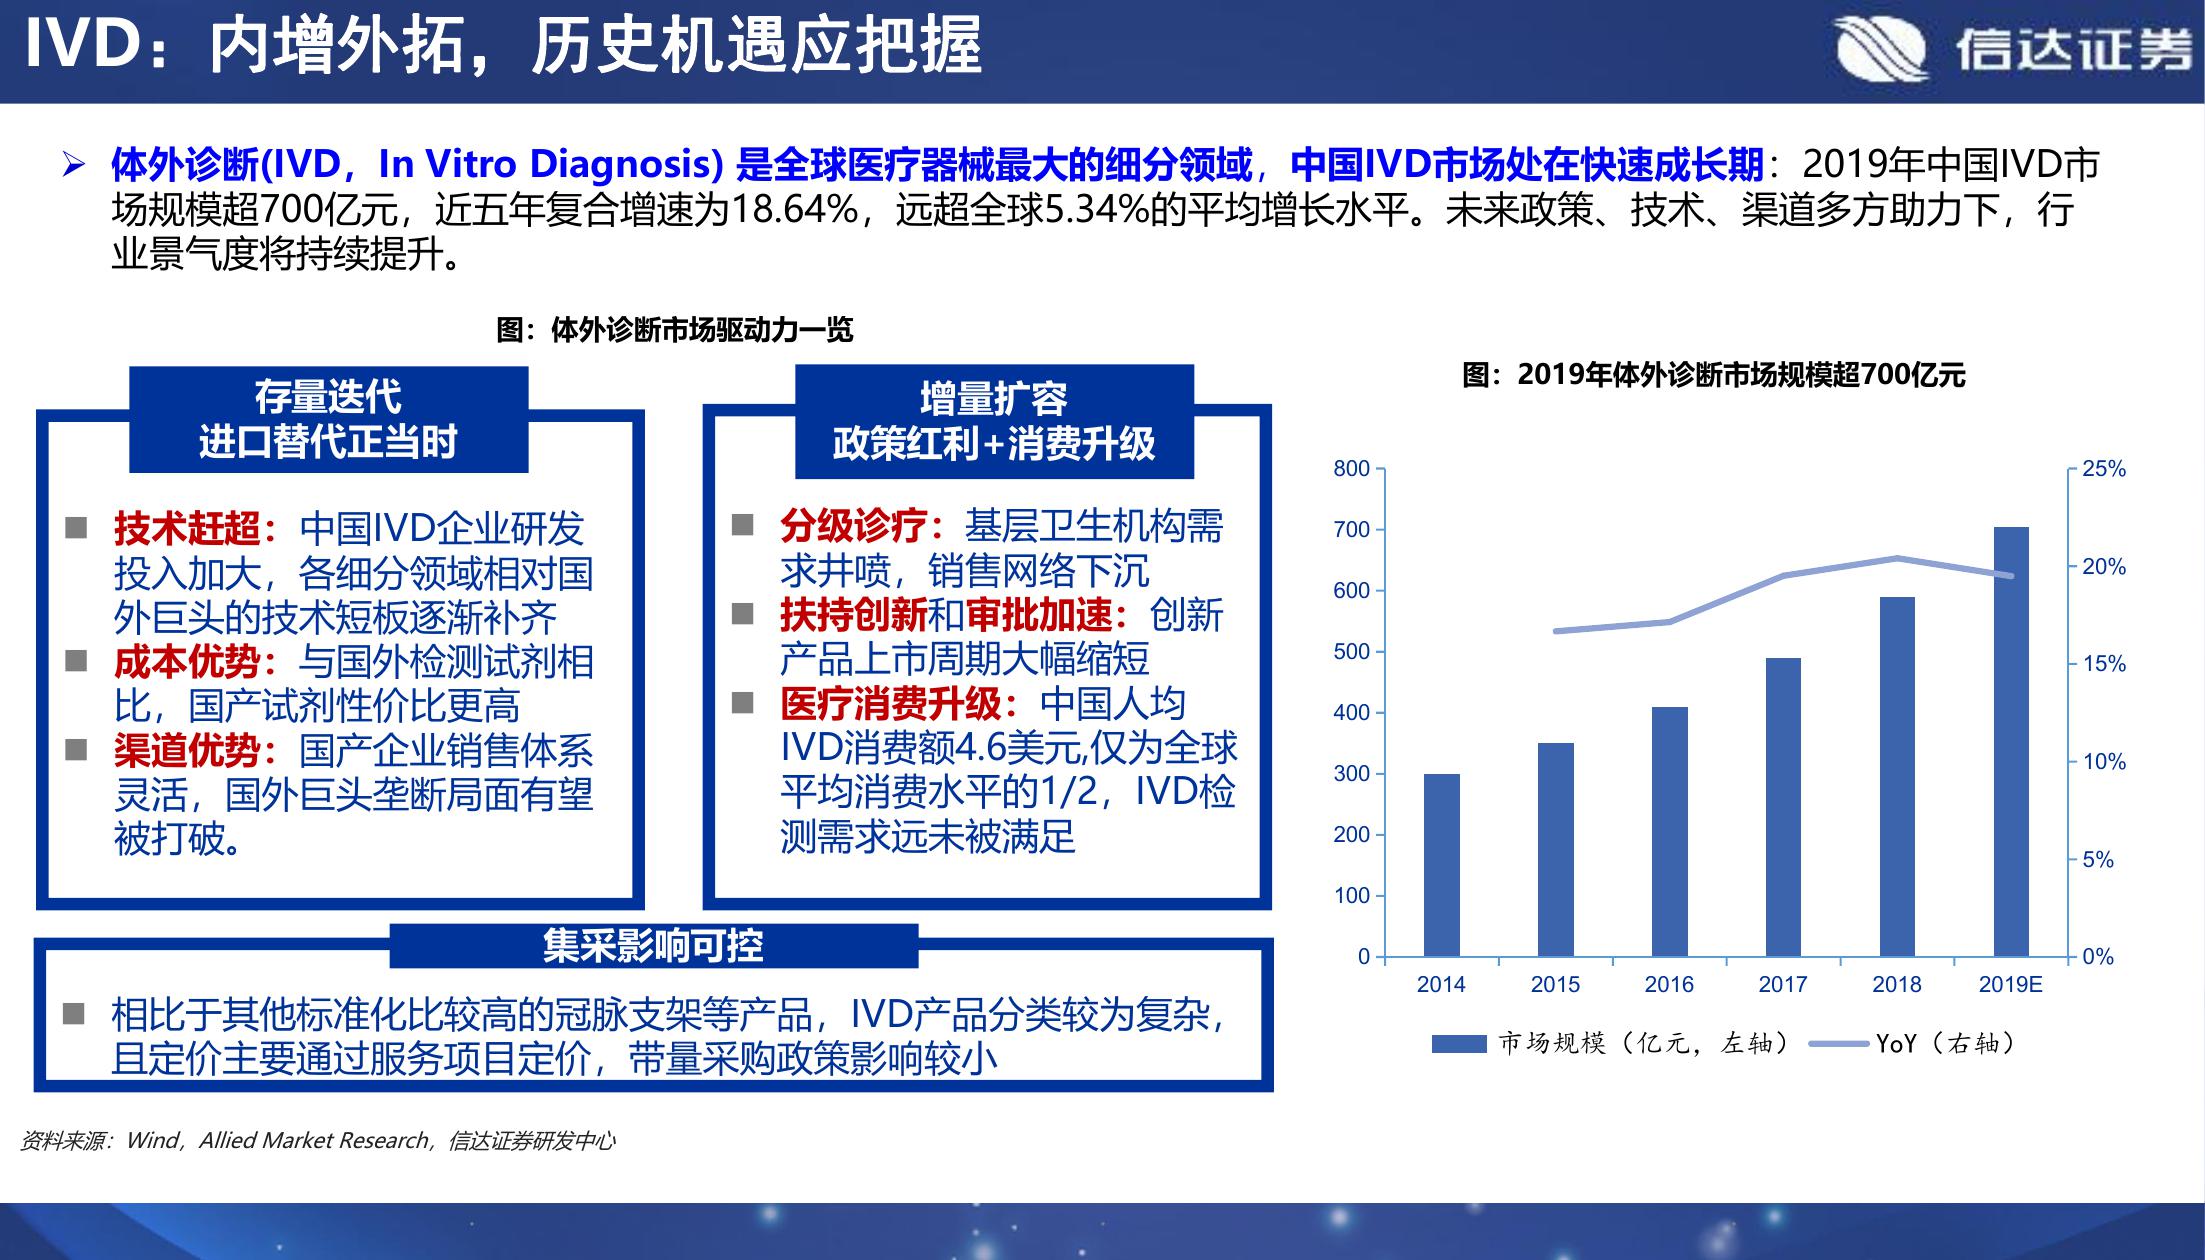 IVD：内增外拓，历史机遇应把握
信达证券
体外诊断(IVD，In Vitro Diagnosis) 是全球医疗器械最大的细分领域，中国IVD市场处在快速成长期：2019年中国IVD市
场规模超700亿元，近五年复合增速为18.64%，远超全球5.34%的平均增长水平。未来政策、技术、渠道多方助力下，行
业景气度将持续提升。
图：体外诊断市场驱动力一览
存量迭代
进口替代正当时
技术赶超：中国IVD企业研发
投入加大，各细分领域相对国
外巨头的技术短板逐渐补齐
成本优势：与国外检测试剂相
比，国产试剂性价比更高
渠道优势：国产企业销售体系
灵活，国外巨头垄断局面有望
被打破。
增量扩容
政策红利+消费升级
分级诊疗：基层卫生机构需
求井喷，销售网络下沉
扶持创新和审批加速：创新
产品上市周期大幅缩短
医疗消费升级：中国人均
IVD消费额4.6美元,仅为全球
平均消费水平的1/2，IVD检
测需求远未被满足
集采影响可控
相比于其他标准化比较高的冠脉支架等产品，IVD产品分类较为复杂，
且定价主要通过服务项目定价，带量采购政策影响较小
图：2019年体外诊断市场规模超700亿元
800
700
600
500
400
300
200
100
0
25%
20%
15%
10%
5%
0%
2014 2015 2016 2017 2018 2019E
市场规模（亿元，左轴） YoY（右轴）
资料来源：Wind，Allied Market Research，信达证券研发中心